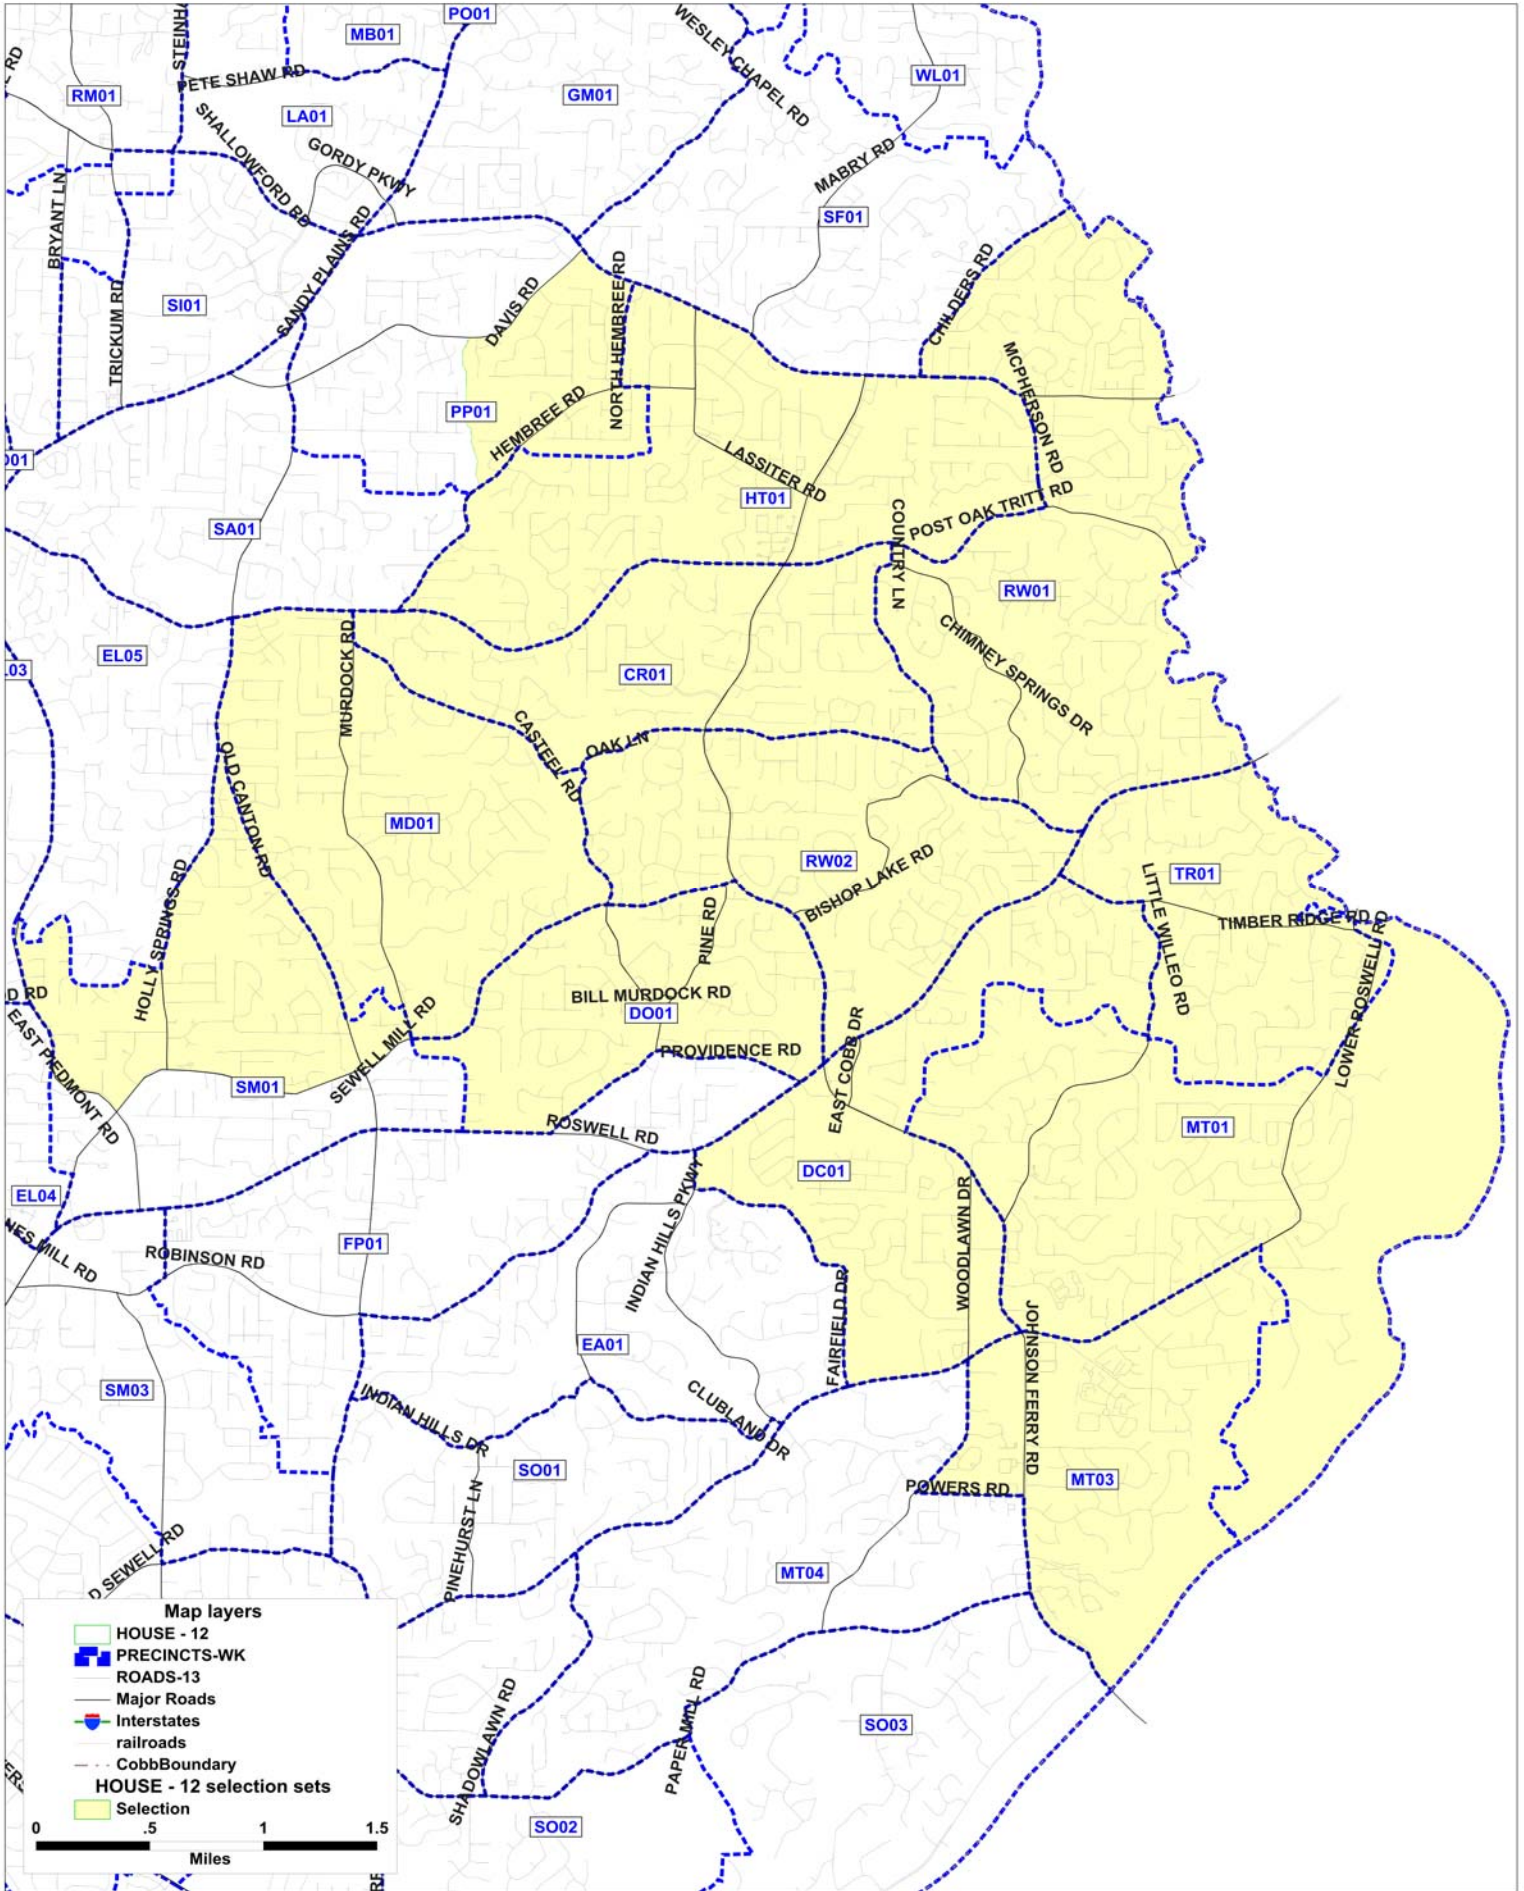 PO01
MB01
STEINH
WESLEY CHAPEL RD
WL01
PETE SHAW RD
RM01
GM01
LA01
SHALLOWFORD RD
GORDY PKWY
MABRY RD
BRYANT LN
SF01
SANDY PLAINS RD
CHILDERS RD
NORTH HEMBREE RD
DAVIS RD
TRICKUM RD
SI01
MCPHERSON RD
PP01
HEMBREE RD
LASSITER RD
HT01
POST OAK TRITT RD
COUNTRY LN
SA01
RW01
CHIMNEY SPRINGS DR
EL05
MURDOCK RD
CR01
CASTEEL RD
OAK LN
OLD CANTON RD
MD01
RW02
BISHOP LAKE RD
TR01
LITTLE WILLEO RD
TIMBER RIDGE RD
HOLLY SPRINGS RD
PINE RD
LOWER ROSWELL RD
D RD
BILL MURDOCK RD
DO01
EAST PIEDMONT RD
SEWELL MILL RD
PROVIDENCE RD
EAST COBB DR
SM01
ROSWELL RD
MT01
DC01
INDIAN HILLS PKWY
WOODLAWN DR
EL04
NES MILL RD
FP01
ROBINSON RD
FAIRFIELD DR
JOHNSON FERRY RD
EA01
SM03
INDIAN HILLS DR
CLUBLAND DR
SO01
POWERS RD
MT03
PINEHURST LN
D SEWELL RD
MT04
SHADOWLAWN RD
PAPER MILL RD
SO03
SO02
Map layers
HOUSE - 12
PRECINCTS-WK
ROADS-13
Major Roads
Interstates
railroads
CobbBoundary
HOUSE - 12 selection sets
Selection
0 .5 1 1.5
Miles